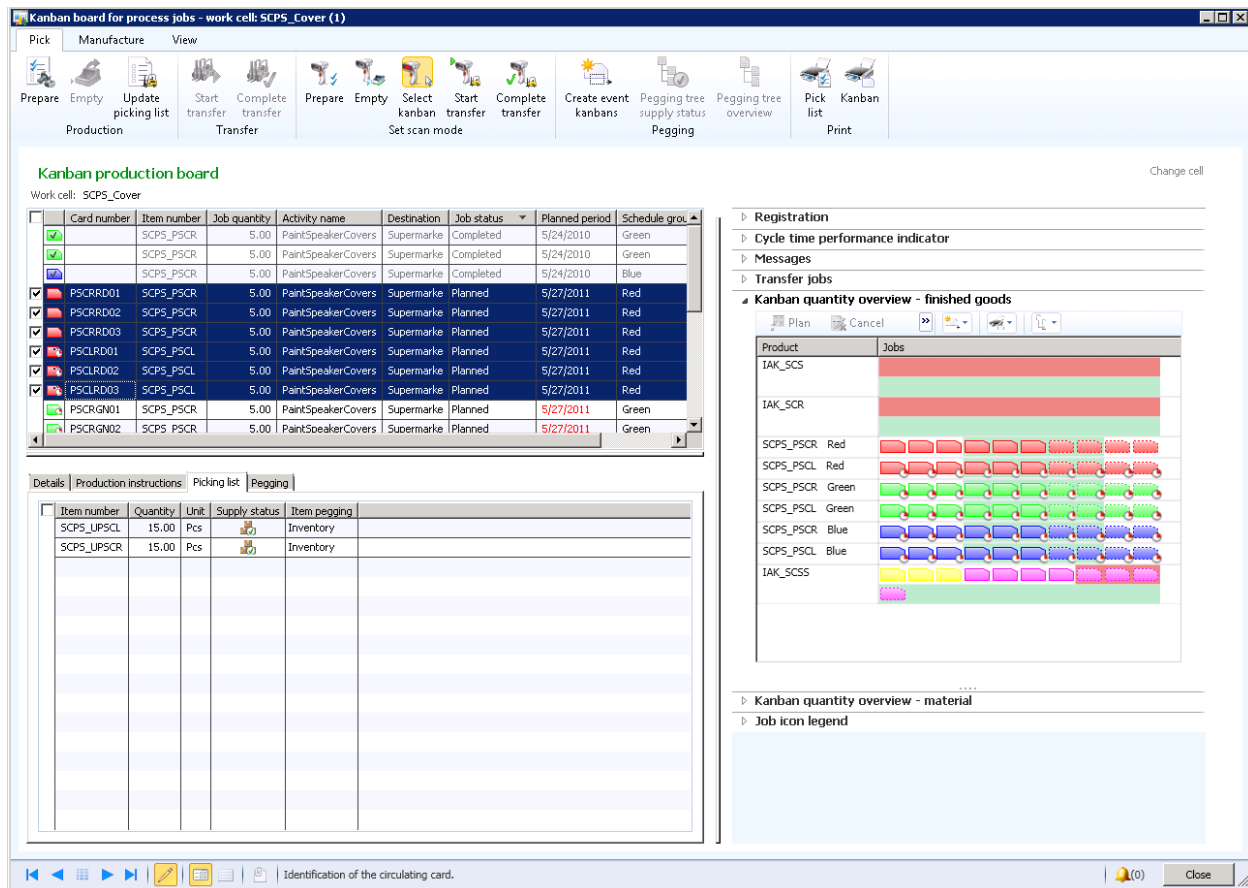 Kanban board for process jobs - work cell: SCPS_Cover (1)
Pick Manufacture View
Prepare Empty Update picking list Start transfer Complete transfer Prepare Empty Select kanban Start transfer Complete transfer Create event kanbans Pegging tree supply status Pegging tree overview Pick list Kanban
Production Transfer Set scan mode Pegging Print
Kanban production board
Change cell
Work cell: SCPS_Cover
Card number Item number Job quantity Activity name Destination Job status Planned period Schedule grou
SCPS_PSCR 5.00 PaintSpeakerCovers Supermarke Completed 5/24/2010 Green
SCPS_PSCR 5.00 PaintSpeakerCovers Supermarke Completed 5/24/2010 Green
SCPS_PSCR 5.00 PaintSpeakerCovers Supermarke Completed 5/24/2010 Blue
PSCRRD01 SCPS_PSCR 5.00 PaintSpeakerCovers Supermarke Planned 5/27/2011 Red
PSCRRD02 SCPS_PSCR 5.00 PaintSpeakerCovers Supermarke Planned 5/27/2011 Red
PSCRRD03 SCPS_PSCR 5.00 PaintSpeakerCovers Supermarke Planned 5/27/2011 Red
PSCLRD01 SCPS_PSCL 5.00 PaintSpeakerCovers Supermarke Planned 5/27/2011 Red
PSCLRD02 SCPS_PSCL 5.00 PaintSpeakerCovers Supermarke Planned 5/27/2011 Red
PSCLRD03 SCPS_PSCL 5.00 PaintSpeakerCovers Supermarke Planned 5/27/2011 Red
PSCRGN01 SCPS_PSCR 5.00 PaintSpeakerCovers Supermarke Planned 5/27/2011 Green
PSCRGN02 SCPS_PSCR 5.00 PaintSpeakerCovers Supermarke Planned 5/27/2011 Green
Details Production instructions Picking list Pegging
Item number Quantity Unit Supply status Item pegging
SCPS_UPSCL 15.00 Pcs Inventory
SCPS_UPSCR 15.00 Pcs Inventory
Registration
Cycle time performance indicator
Messages
Transfer jobs
Kanban quantity overview - finished goods
Plan Cancel »
Product Jobs
IAK_SCS
IAK_SCR
SCPS_PSCR Red
SCPS_PSCL Red
SCPS_PSCR Green
SCPS_PSCL Green
SCPS_PSCR Blue
SCPS_PSCL Blue
IAK_SCSS
Kanban quantity overview - material
Job icon legend
Identification of the circulating card.
(0) Close